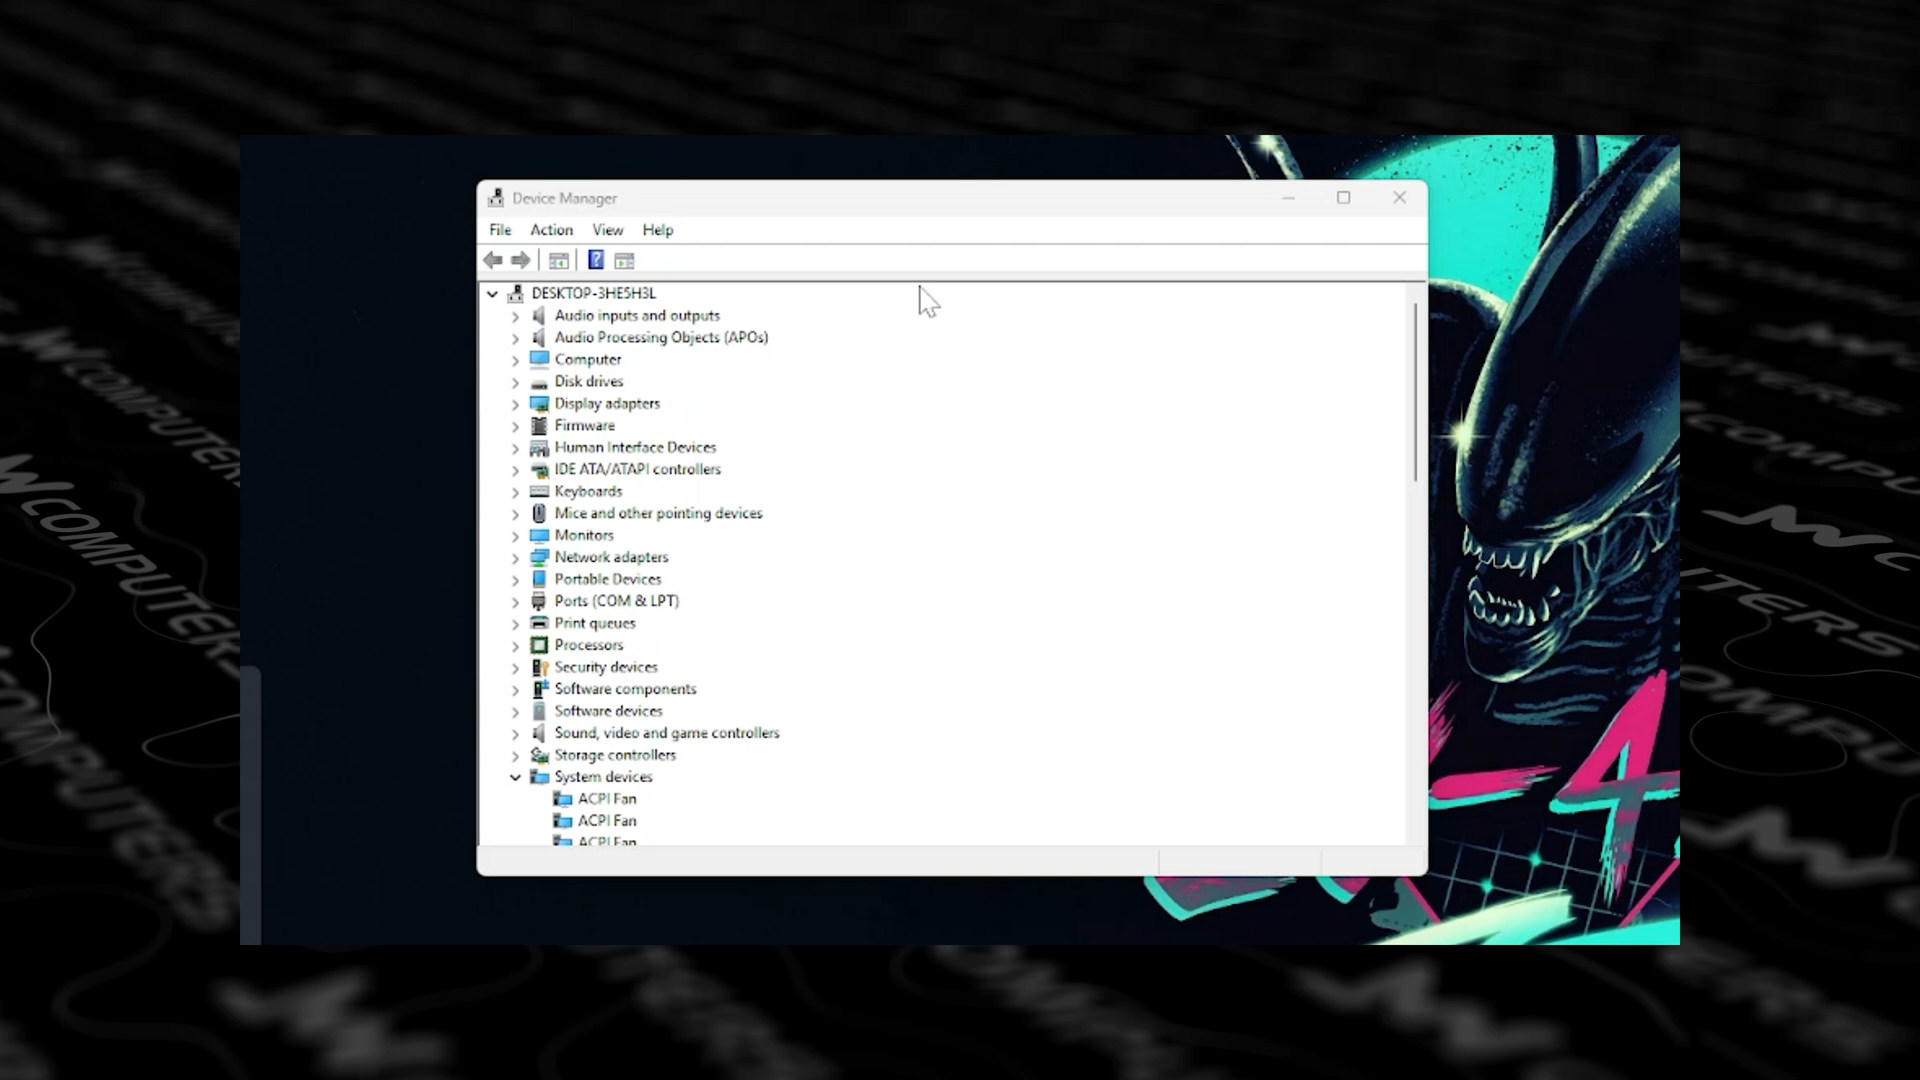 Device Manager
File Action View Help
DESKTOP-3HE5H3L
Audio inputs and outputs
Audio Processing Objects (APOs)
Computer
Disk drives
Display adapters
Firmware
Human Interface Devices
IDE ATA/ATAPI controllers
Keyboards
Mice and other pointing devices
Monitors
Network adapters
Portable Devices
Ports (COM & LPT)
Print queues
Processors
Security devices
Software components
Software devices
Sound, video and game controllers
Storage controllers
System devices
ACPI Fan
ACPI Fan
ACPI Fan